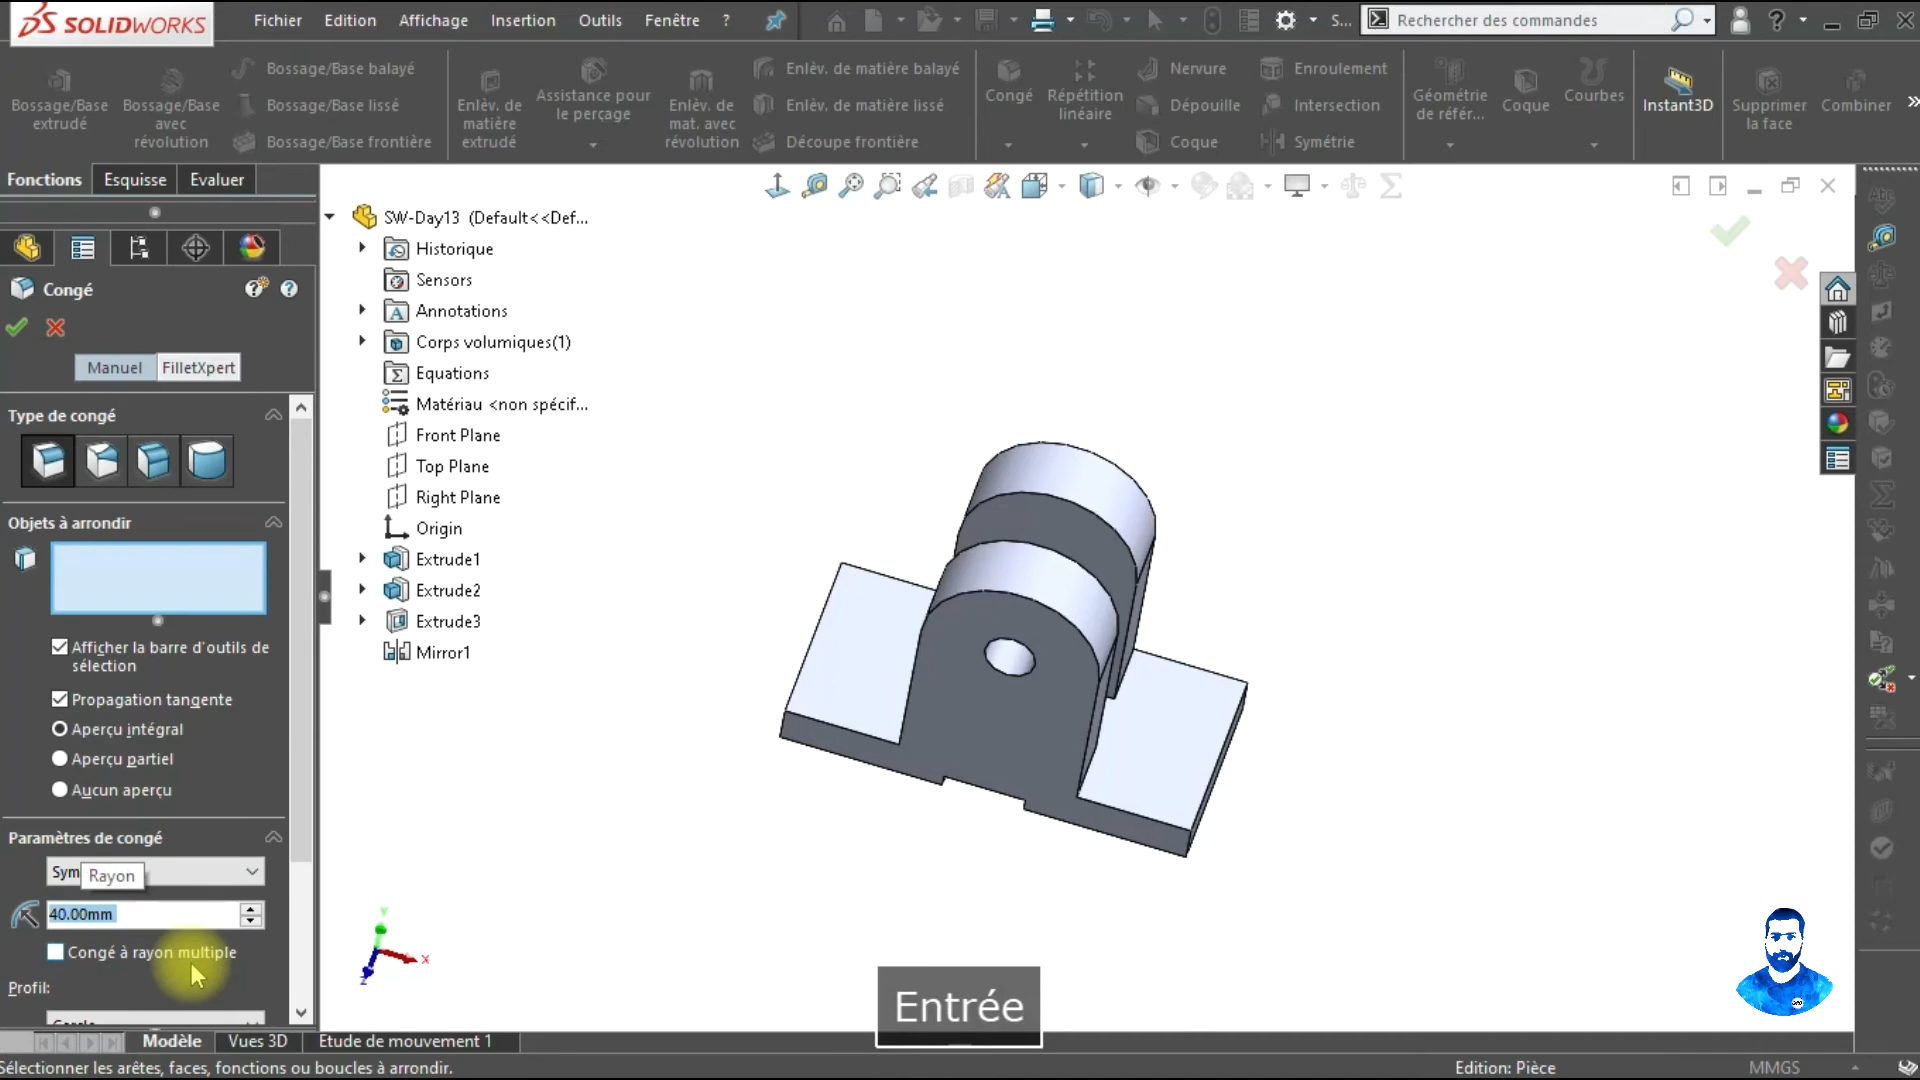 SOLIDWORKS
Fichier Edition Affichage Insertion Outils Fenêtre ? S... Rechercher des commandes
Bossage/Base extrudé
Bossage/Base avec révolution
Bossage/Base balayé
Bossage/Base lissé
Bossage/Base frontière
Enlèv. de matière extrudé
Assistance pour le perçage
Enlèv. de mat. avec révolution
Enlèv. de matière balayé
Enlèv. de matière lissé
Découpe frontière
Congé
Répétition linéaire
Nervure
Dépouille
Coque
Enroulement
Intersection
Symétrie
Géométrie de référ...
Coque
Courbes
Instant3D
Supprimer la face
Combiner
Fonctions Esquisse Evaluer
Congé
Manuel FilletXpert
Type de congé
Objets à arrondir
Afficher la barre d'outils de
sélection
Propagation tangente
Aperçu intégral
Aperçu partiel
Aucun aperçu
Paramètres de congé
Sym
Rayon
40.00mm
Congé à rayon multiple
Profil:
SW-Day13 (Default<<Def...
Historique
Sensors
Annotations
Corps volumiques(1)
Equations
Matériau <non spécif...
Front Plane
Top Plane
Right Plane
Origin
Extrude1
Extrude2
Extrude3
Mirror1
Y
X
Z
Entrée
Modèle Vues 3D Etude de mouvement 1
Sélectionner les arêtes, faces, fonctions ou boucles à arrondir.
Edition: Pièce
MMGS